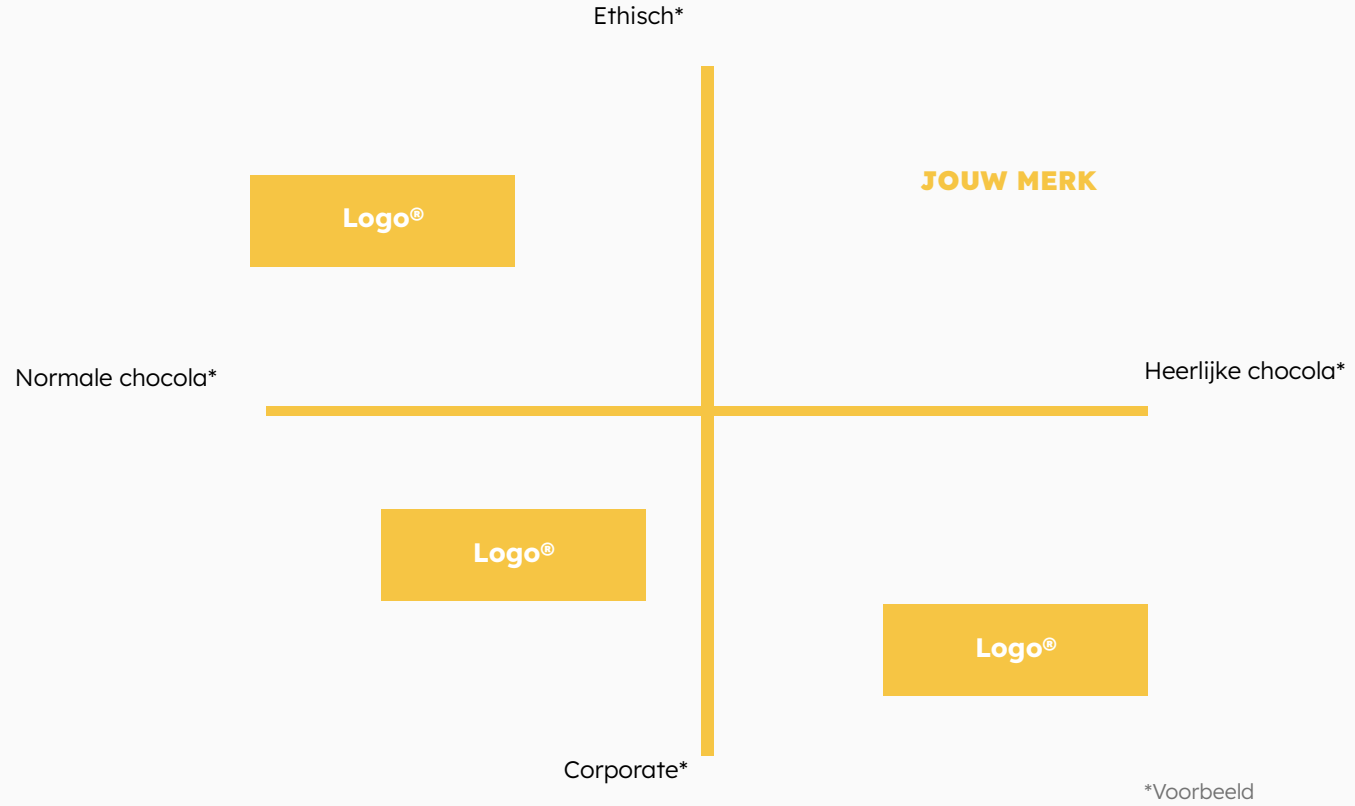 Ethisch*
JOUW MERK
Logo®
Normale chocola*
Heerlijke chocola*
Logo®
Logo®
Corporate*
*Voorbeeld